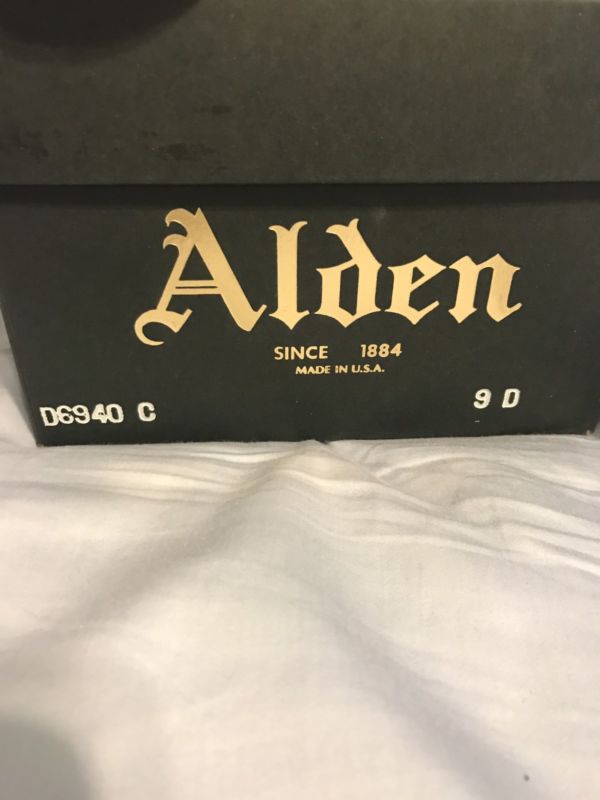 Alden
SINCE 1884
MADE IN U.S.A.
D6940 C 9 D